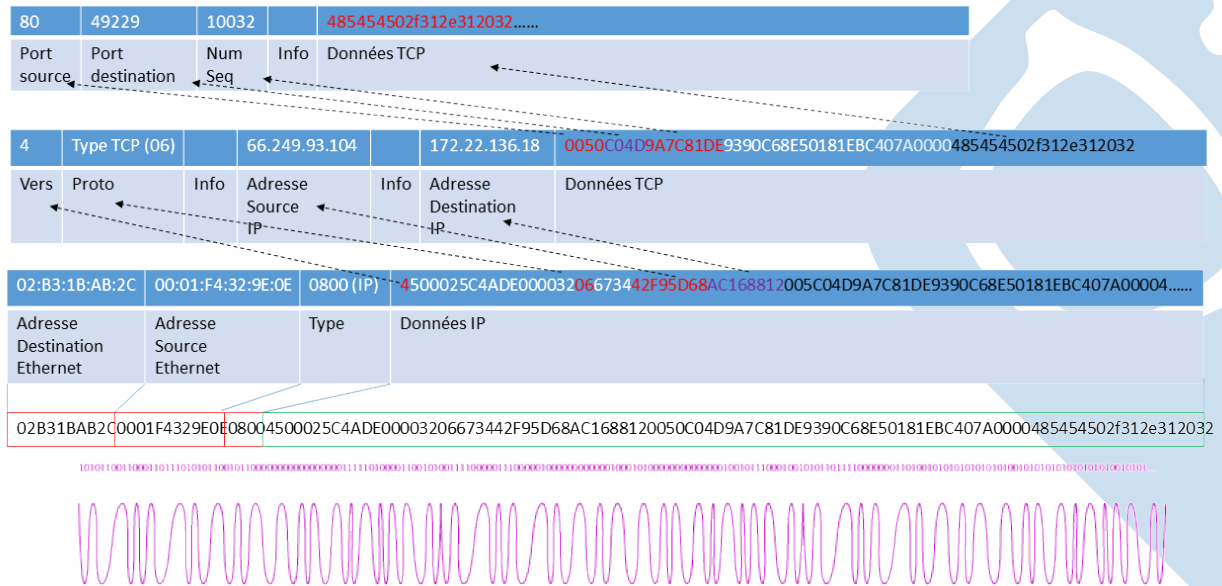 80 49229 10032 485454502f312e312032......
Port source Port destination Num Seq Info Données TCP
4 Type TCP (06) 66.249.93.104 172.22.136.18 0050C04D9A7C81DE9390C68E50181EBC407A0000485454502f312e312032
Vers Proto Info Adresse Source IP Info Adresse Destination IP Données TCP
02:B3:1B:AB:2C 00:01:F4:32:9E:0E 0800 (IP) 4500025C4ADE00003206673442F95D68AC168812005C04D9A7C81DE9390C68E50181EBC407A00004......
Adresse Destination Ethernet Adresse Source Ethernet Type Données IP
02B31BAB2C0001F4329E0E08004500025C4ADE00003206673442F95D68AC1688120050C04D9A7C81DE9390C68E50181EBC407A0000485454502f312e312032